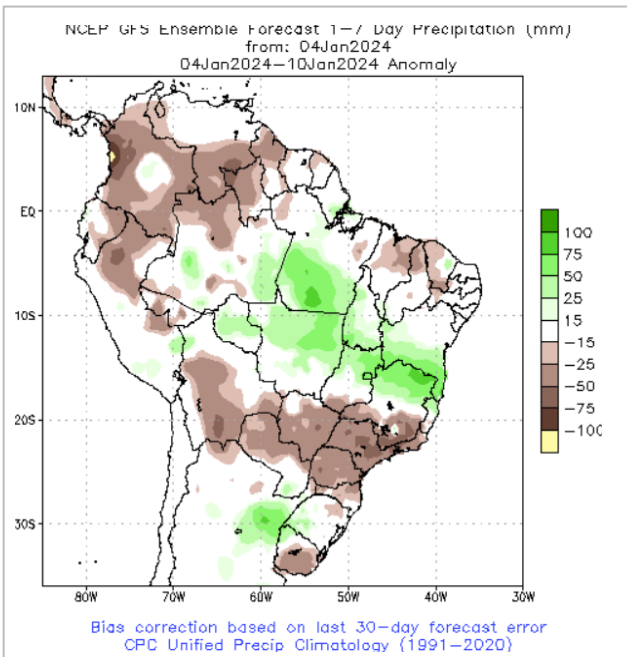 NCEP GFS Ensemble Forecast 1-7 Day Precipitation (mm)
from: 04Jan2024
04Jan2024-10Jan2024 Anomaly
10N
EQ
10S
20S
30S
80W
70W
60W
50W
40W
30W
100
75
50
25
15
-15
-25
-50
-75
-100
Bias correction based on last 30-day forecast error
CPC Unified Precip Climatology (1991-2020)